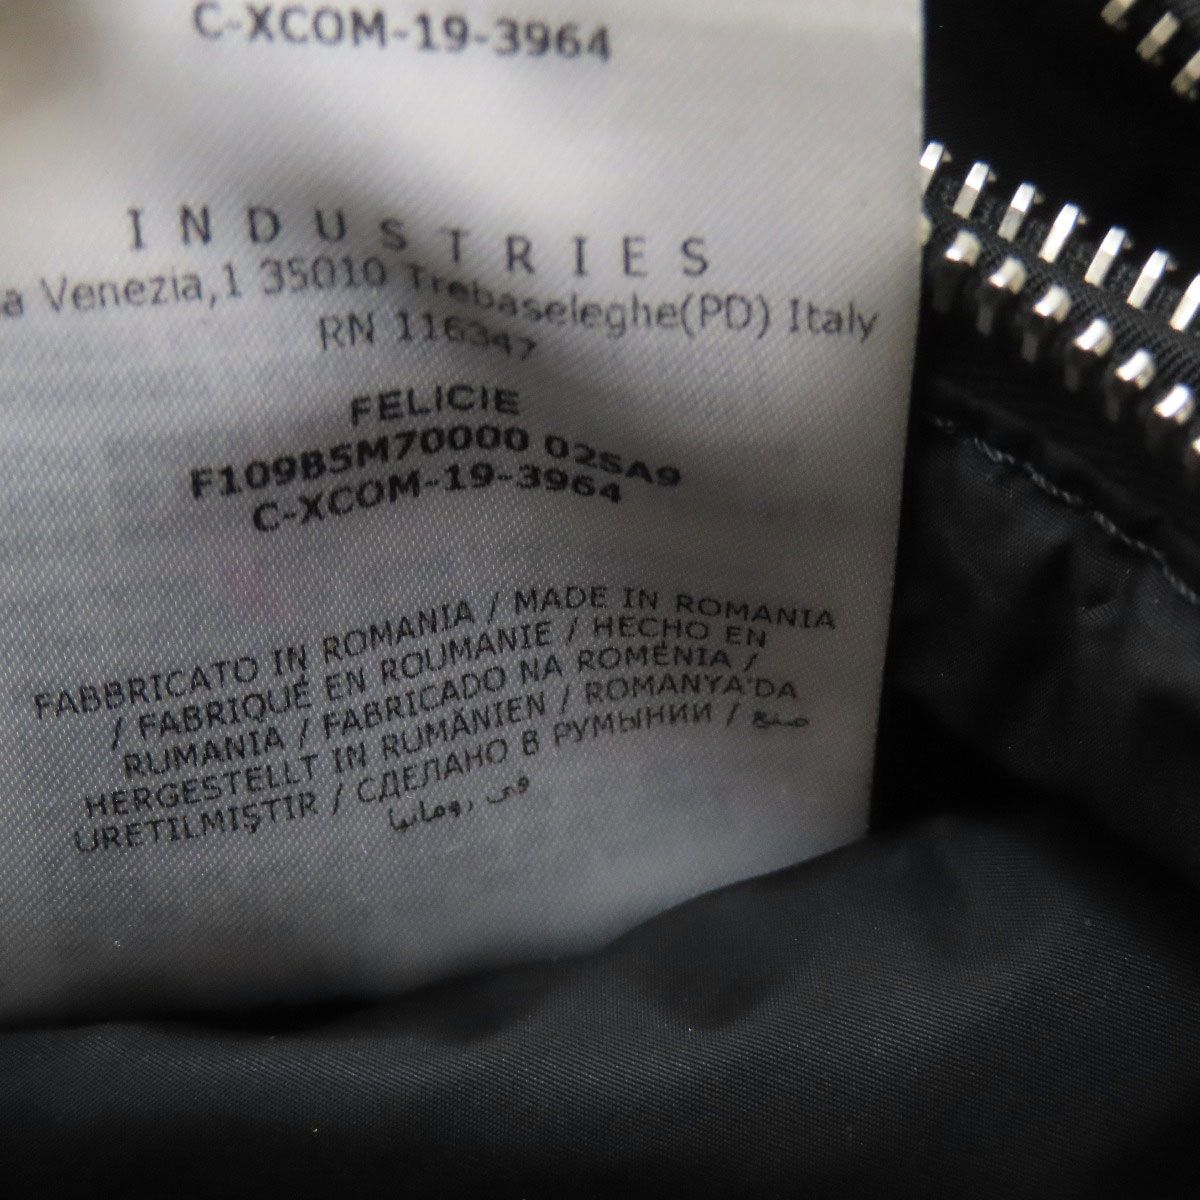 C-XCOM-19-3964
INDUSTRIES
a Venezia,1 35010 Trebaseleghe(PD) Italy
RN 116347
FELICIE
F109B5M70000 02SA9
C-XCOM-19-3964
FABBRICATO IN ROMANIA / MADE IN ROMANIA
/ FABRIQUÉ EN ROUMANIE / HECHO EN
RUMANIA / FABRICADO NA ROMÊNIA /
HERGESTELLT IN RUMÄNIEN / ROMANYA'DA
ÜRETILMIŞTIR / СДЕЛАНО В РУМЫНИИ / صنع
في رومانيا